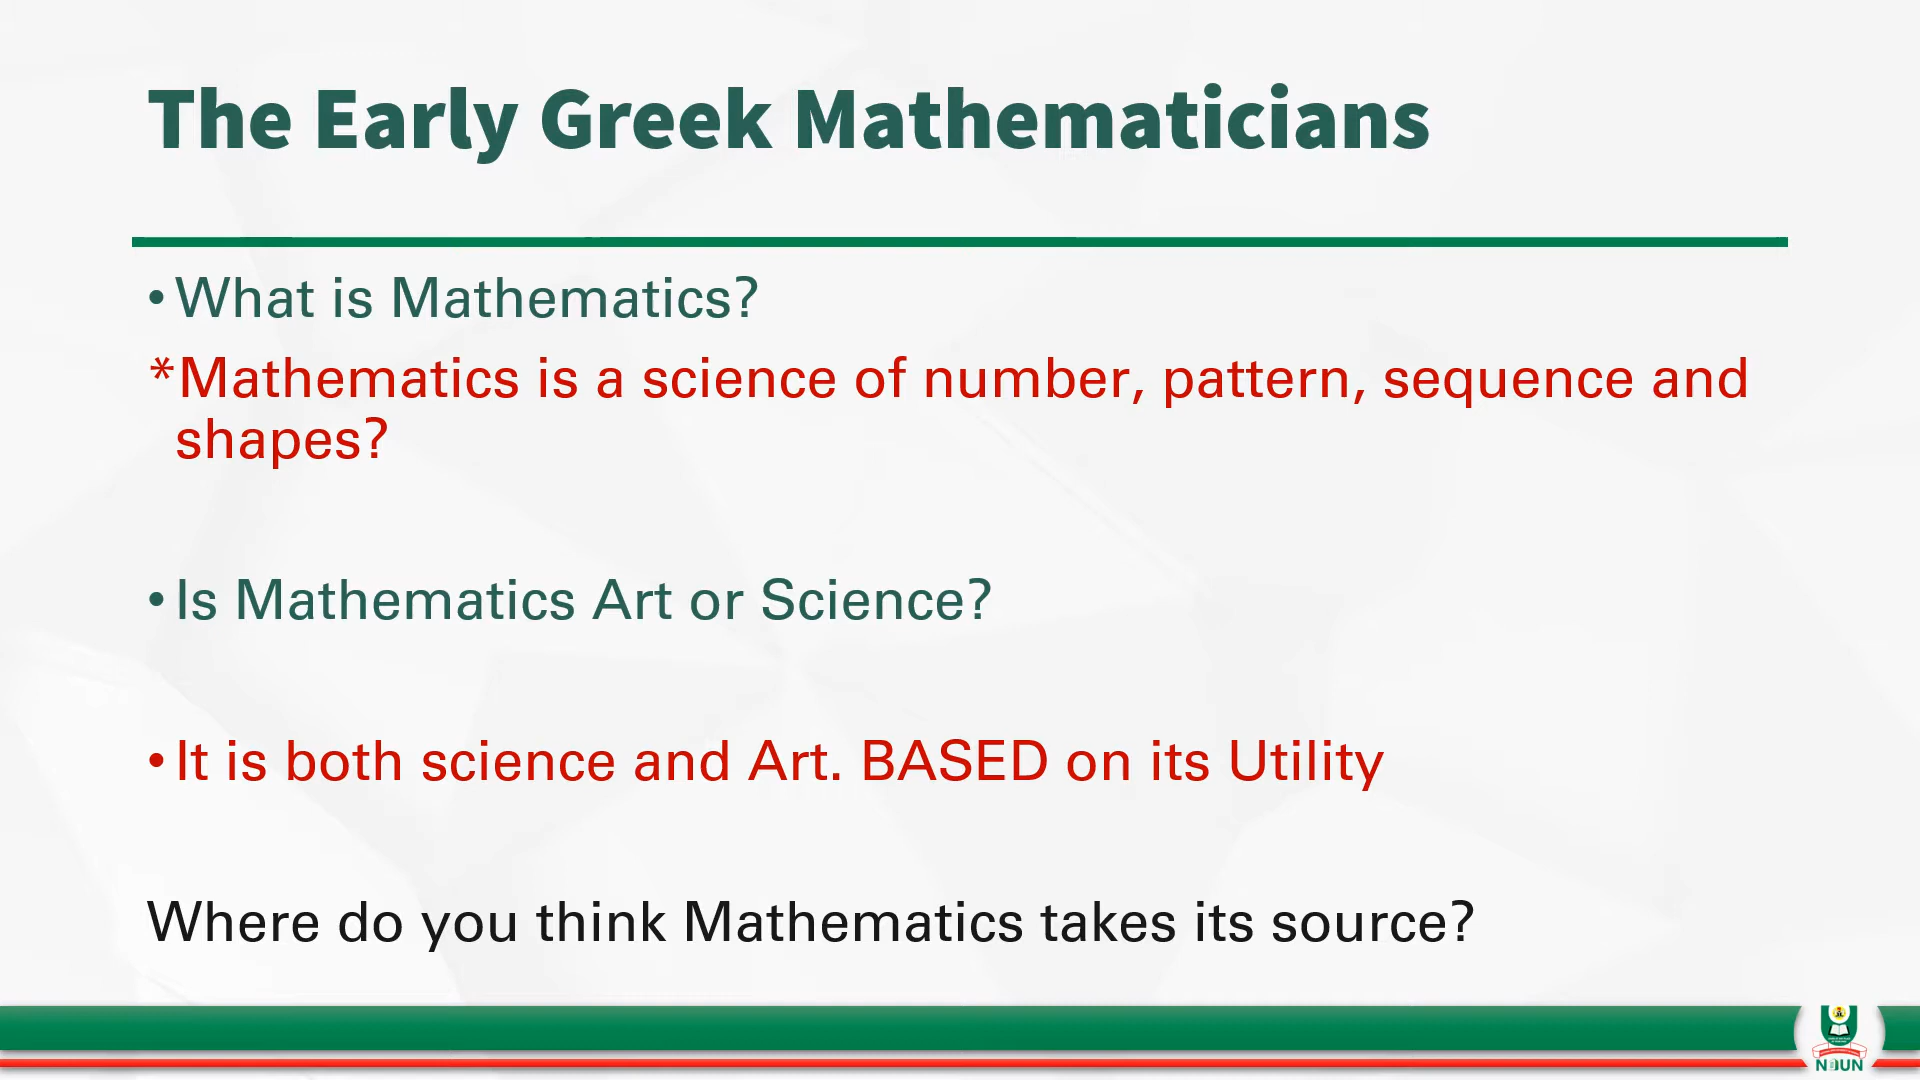 The Early Greek Mathematicians
• What is Mathematics?
*Mathematics is a science of number, pattern, sequence and
shapes?
• Is Mathematics Art or Science?
• It is both science and Art. BASED on its Utility
Where do you think Mathematics takes its source?
NOUN